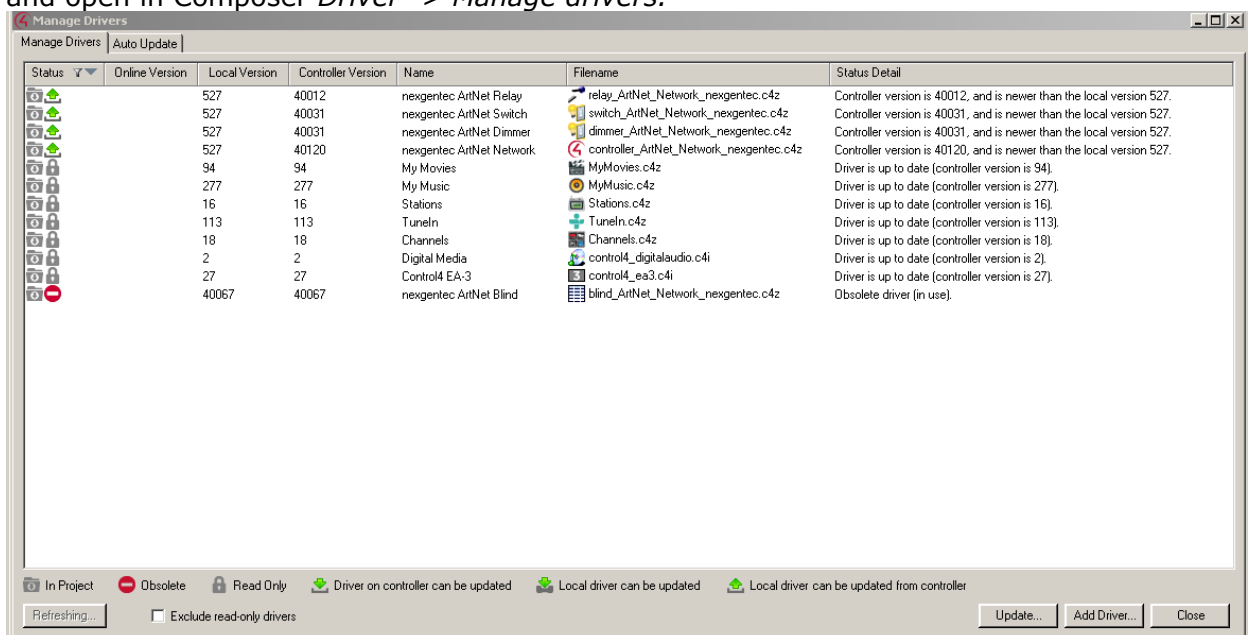 and open in Composer Driver -> Manage drivers.
Manage Drivers
Manage Drivers Auto Update
Status Online Version Local Version Controller Version Name Filename Status Detail
527 40012 nexgentec ArtNet Relay relay_ArtNet_Network_nexgentec.c4z Controller version is 40012, and is newer than the local version 527.
527 40031 nexgentec ArtNet Switch switch_ArtNet_Network_nexgentec.c4z Controller version is 40031, and is newer than the local version 527.
527 40031 nexgentec ArtNet Dimmer dimmer_ArtNet_Network_nexgentec.c4z Controller version is 40031, and is newer than the local version 527.
527 40120 nexgentec ArtNet Network controller_ArtNet_Network_nexgentec.c4z Controller version is 40120, and is newer than the local version 527.
94 94 My Movies MyMovies.c4z Driver is up to date (controller version is 94).
277 277 My Music MyMusic.c4z Driver is up to date (controller version is 277).
16 16 Stations Stations.c4z Driver is up to date (controller version is 16).
113 113 TuneIn TuneIn.c4z Driver is up to date (controller version is 113).
18 18 Channels Channels.c4z Driver is up to date (controller version is 18).
2 2 Digital Media control4_digitalaudio.c4i Driver is up to date (controller version is 2).
27 27 Control4 EA-3 3 control4_ea3.c4i Driver is up to date (controller version is 27).
40067 40067 nexgentec ArtNet Blind blind_ArtNet_Network_nexgentec.c4z Obsolete driver (in use).
In Project Obsolete Read Only Driver on controller can be updated Local driver can be updated Local driver can be updated from controller
Refreshing... Exclude read-only drivers Update... Add Driver... Close